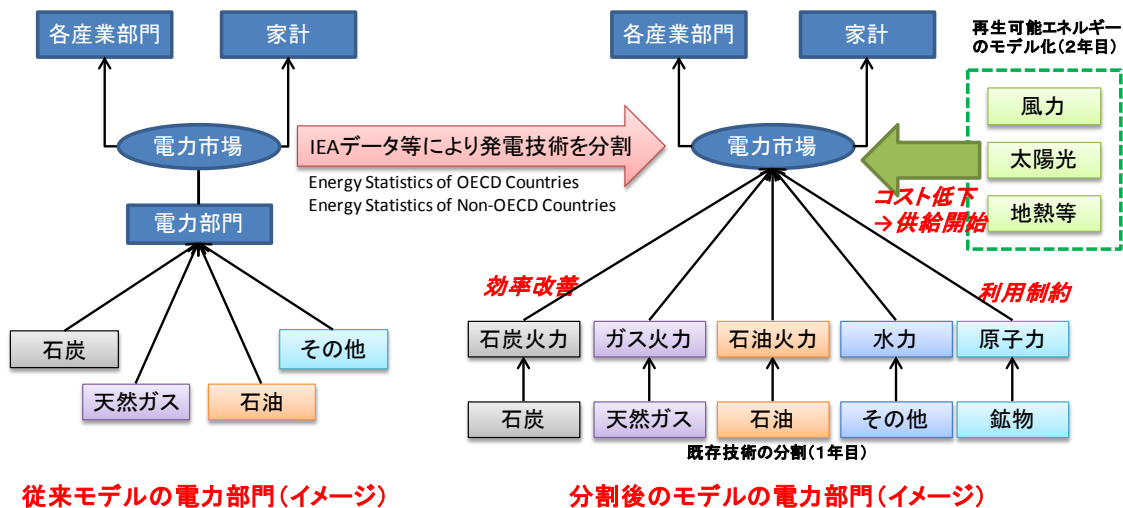 各産業部門
家計
電力市場
電力部門
石炭
その他
天然ガス
石油
従来モデルの電力部門(イメージ)
IEAデータ等により発電技術を分割
Energy Statistics of OECD Countries
Energy Statistics of Non-OECD Countries
各産業部門
家計
再生可能エネルギー
のモデル化(2年目)
風力
太陽光
地熱等
電力市場
コスト低下
→供給開始
効率改善
利用制約
石炭火力
ガス火力
石油火力
水力
原子力
石炭
天然ガス
石油
その他
鉱物
既存技術の分割(1年目)
分割後のモデルの電力部門(イメージ)